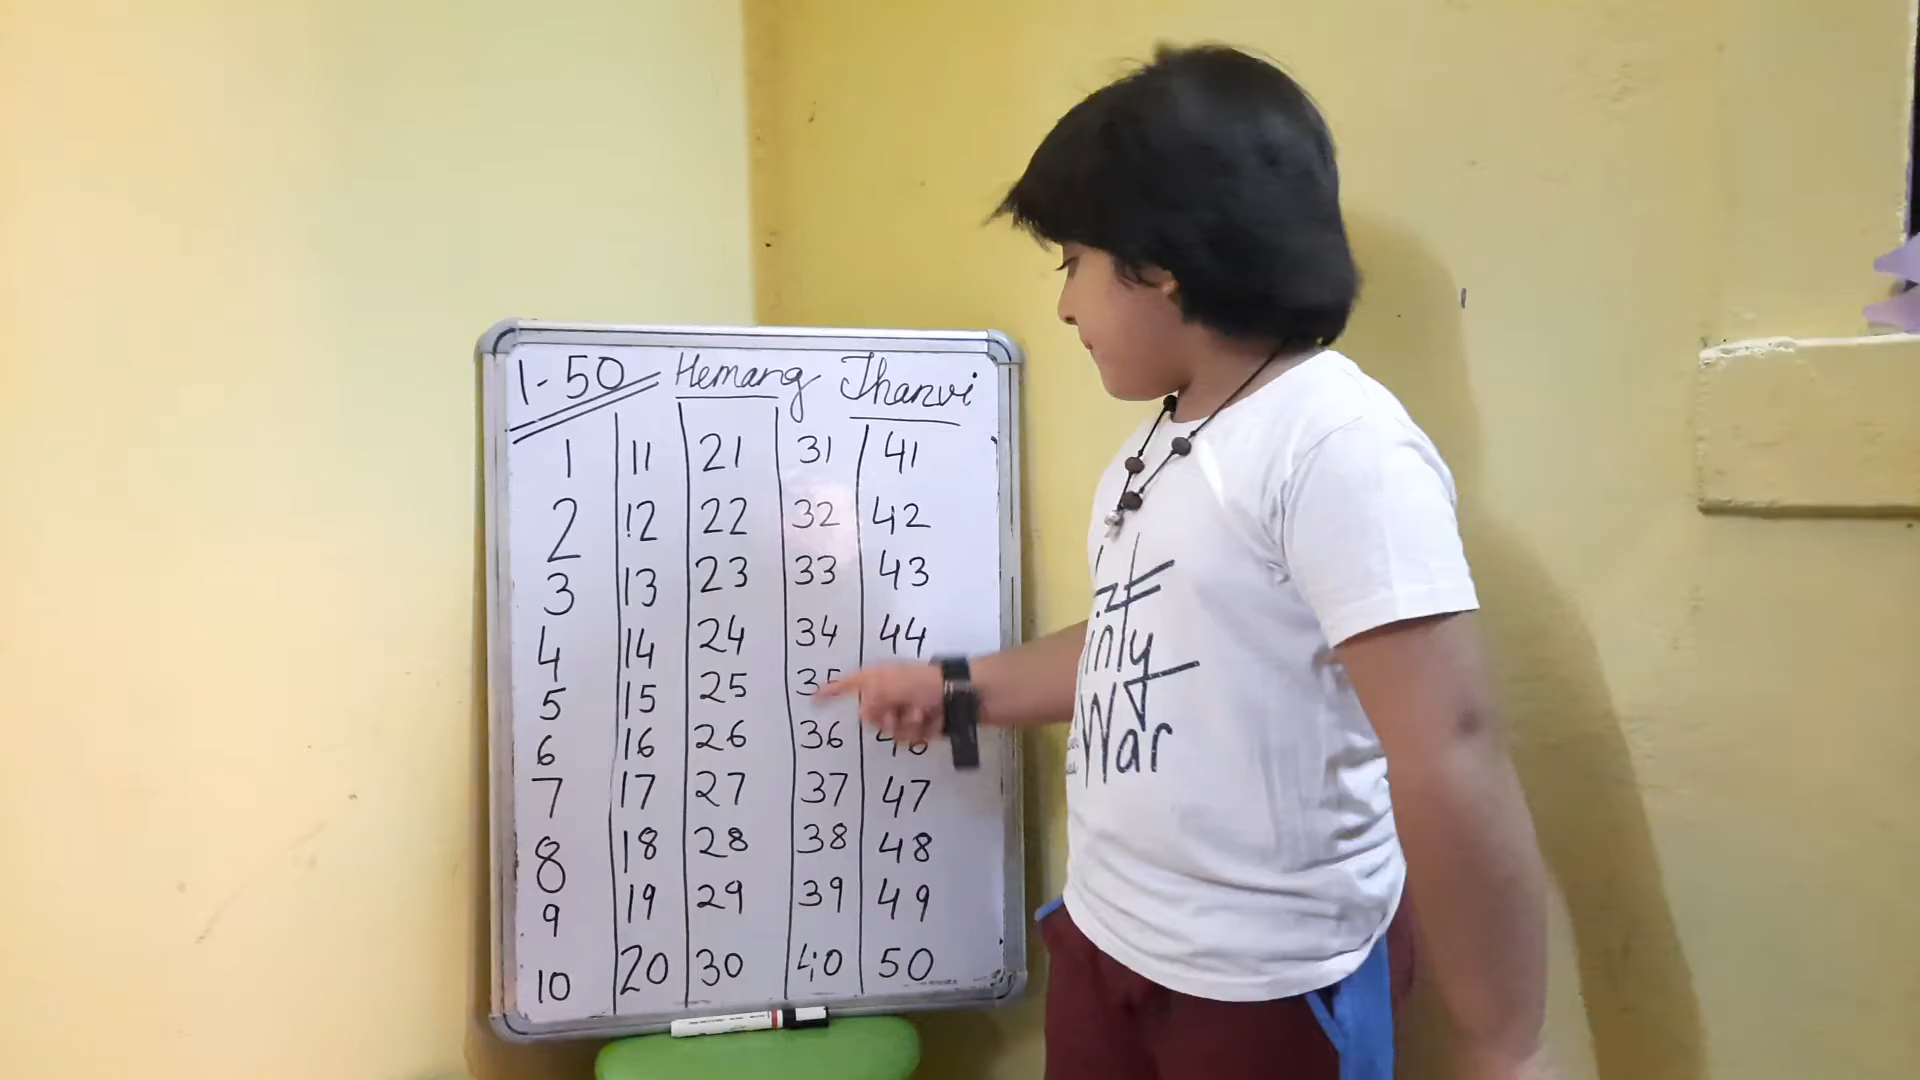 1-50 Hemang Thanvi
1 11 21 31 41
2 12 22 32 42
3 13 23 33 43
4 14 24 34 44
5 15 25 35
6 16 26 36 46
7 17 27 37 47
8 18 28 38 48
9 19 29 39 49
10 20 30 40 50
War